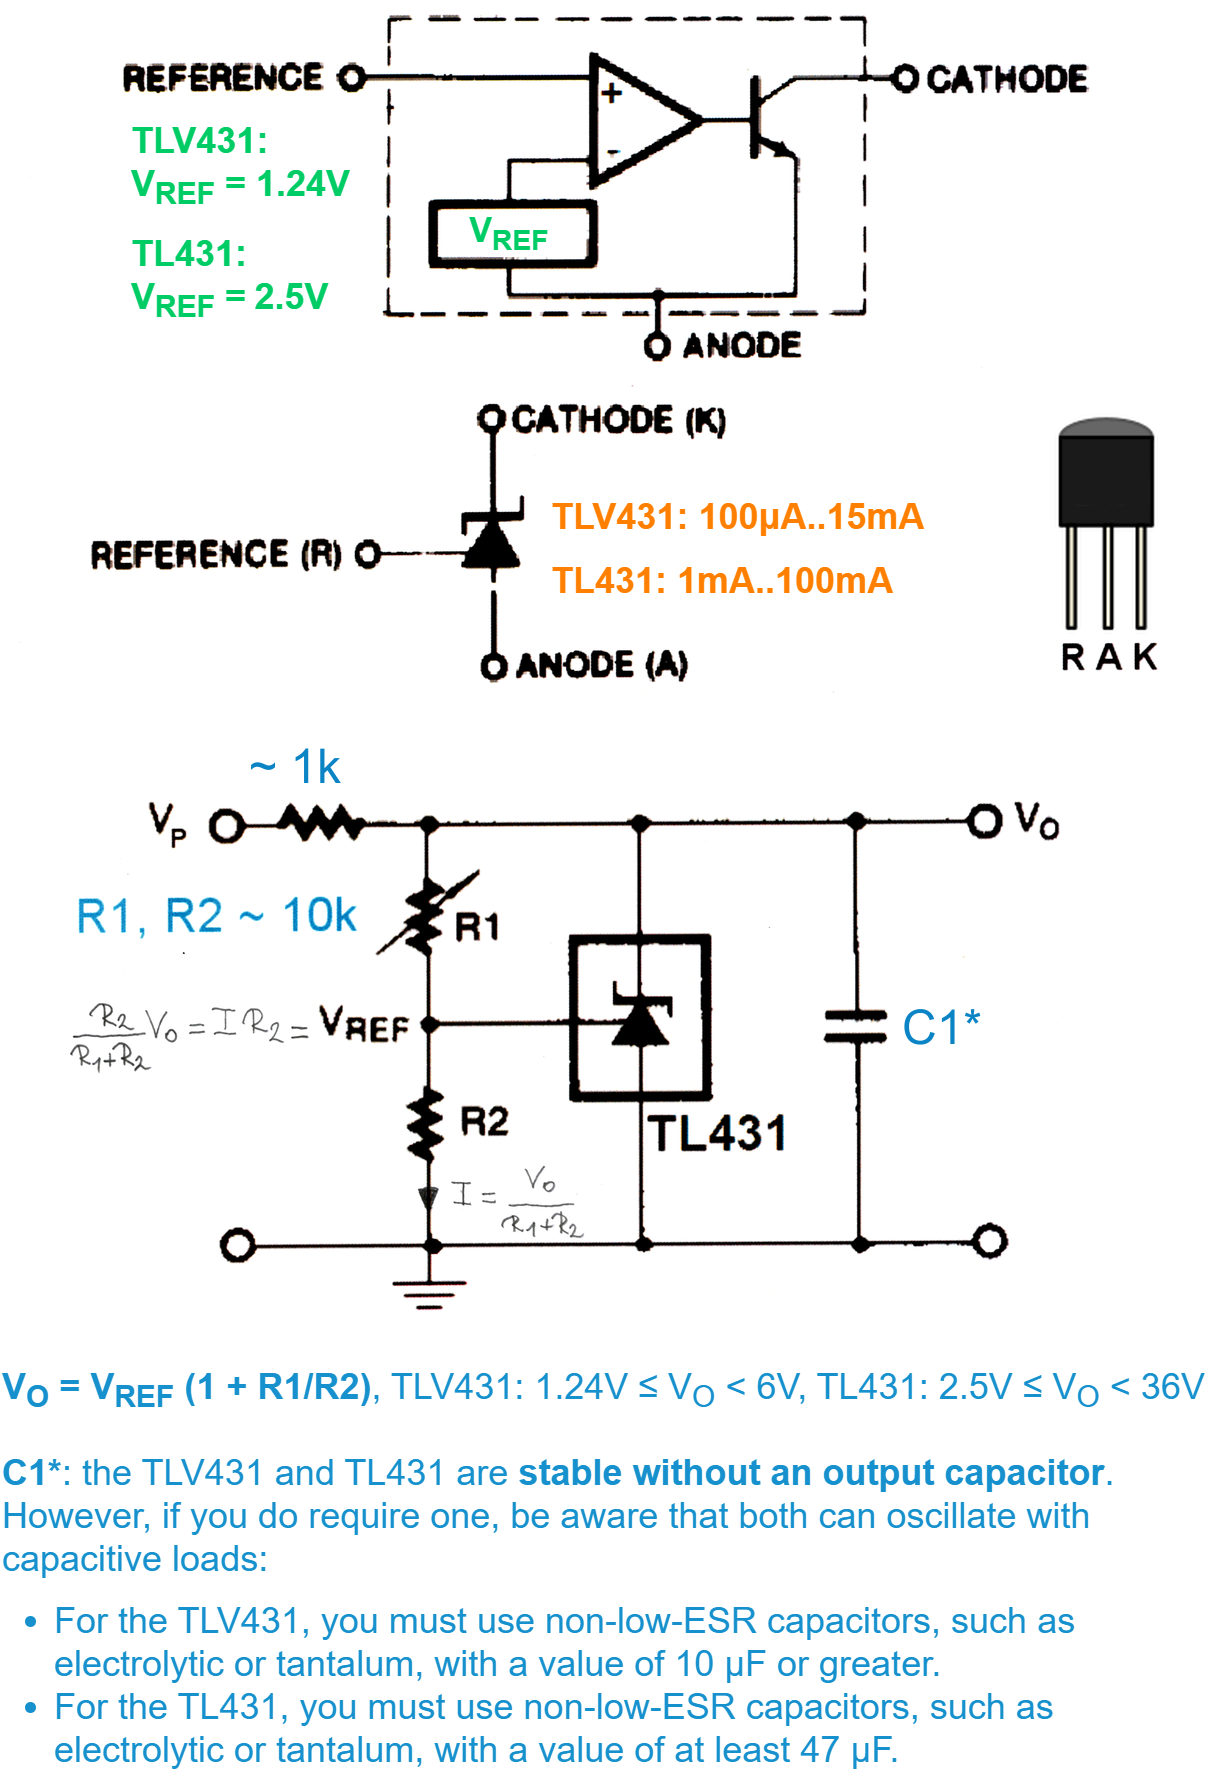 REFERENCE
CATHODE
TLV431:
VREF = 1.24V
+
-
VREF
TL431:
VREF = 2.5V
ANODE
CATHODE (K)
TLV431: 100µA..15mA
REFERENCE (R)
TL431: 1mA..100mA
ANODE (A)
R A K
~ 1k
VP
VO
R1, R2 ~ 10k
R1
R2/(R1+R2) VO = I R2 = VREF
C1*
R2
TL431
I = VO/(R1+R2)
VO = VREF (1 + R1/R2), TLV431: 1.24V ≤ VO < 6V, TL431: 2.5V ≤ VO < 36V
C1*: the TLV431 and TL431 are stable without an output capacitor.
However, if you do require one, be aware that both can oscillate with
capacitive loads:
• For the TLV431, you must use non-low-ESR capacitors, such as
electrolytic or tantalum, with a value of 10 µF or greater.
• For the TL431, you must use non-low-ESR capacitors, such as
electrolytic or tantalum, with a value of at least 47 µF.